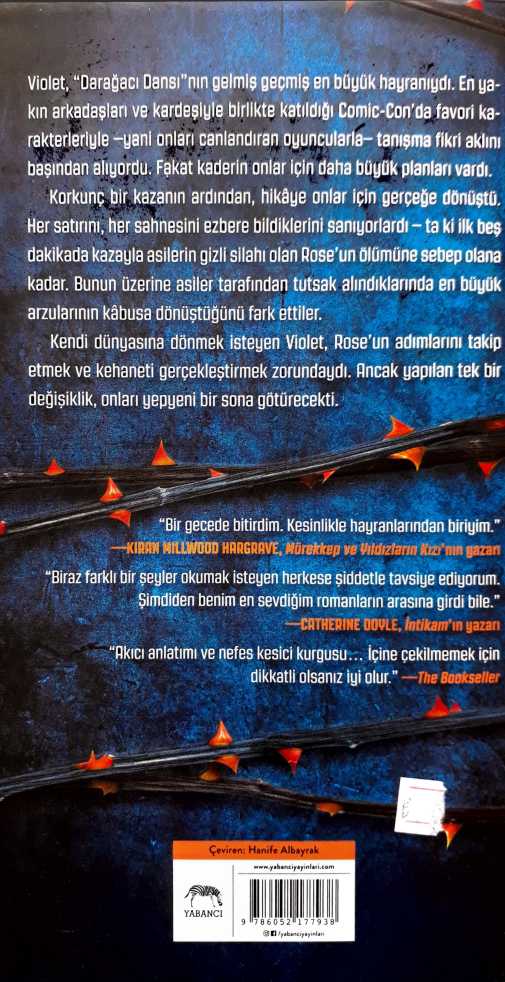 Violet, “Darağacı Dansı”nın gelmiş geçmiş en büyük hayranıydı. En ya-
kın arkadaşları ve kardeşiyle birlikte katıldığı Comic-Con’da favori ka-
rakterleriyle –yani onları canlandıran oyuncularla– tanışma fikri aklını
başından alıyordu. Fakat kaderin onlar için daha büyük planları vardı.
Korkunç bir kazanın ardından, hikâye onlar için gerçeğe dönüştü.
Her satırını, her sahnesini ezbere bildiklerini sanıyorlardı – ta ki ilk beş
dakikada kazayla asilerin gizli silahı olan Rose’un ölümüne sebep olana
kadar. Bunun üzerine asiler tarafından tutsak alındıklarında en büyük
arzularının kâbusa dönüştüğünü fark ettiler.
Kendi dünyasına dönmek isteyen Violet, Rose’un adımlarını takip
etmek ve kehaneti gerçekleştirmek zorundaydı. Ancak yapılan tek bir
değişiklik, onları yepyeni bir sona götürecekti.
“Bir gecede bitirdim. Kesinlikle hayranlarından biriyim.”
—KIRAN MILLWOOD HARGRAVE, Mürekkep ve Yıldızların Kızı’nın yazarı
“Biraz farklı bir şeyler okumak isteyen herkese şiddetle tavsiye ediyorum.
Şimdiden benim en sevdiğim romanların arasına girdi bile.”
—CATHERINE DOYLE, İntikam’ın yazarı
“Akıcı anlatımı ve nefes kesici kurgusu… İçine çekilmemek için
dikkatli olsanız iyi olur.” —The Bookseller
Çeviren: Hanife Albayrak
www.yabanciyayinlari.com
YABANCI
9 786052 177938
/yabanciyayinlari